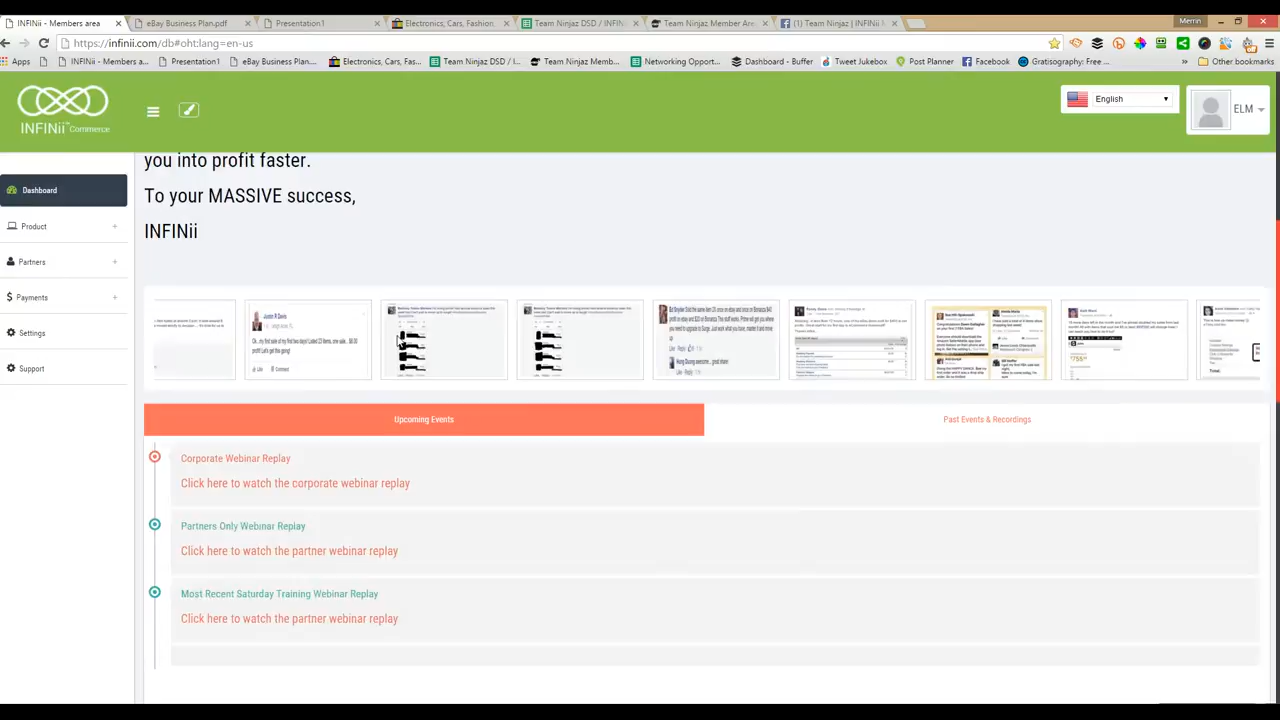 INFINii - Members area
eBay Business Plan.pdf
Presentation1
Electronics, Cars, Fashion
Team Ninjaz DSD / INFINii
Team Ninjaz Member Area
(1) Team Ninjaz | INFINii M
Merrin
https://infinii.com/db#oht:lang=en-us
Apps
INFINii - Members a...
Presentation1
eBay Business Plan....
Electronics, Cars, Fas...
Team Ninjaz DSD / I...
Team Ninjaz Memb...
Networking Opport...
Dashboard - Buffer
Tweet Jukebox
Post Planner
Facebook
Gratisography: Free ...
Other bookmarks
INFINii Commerce
English
ELM
you into profit faster.
To your MASSIVE success,
INFINii
Dashboard
Product
Partners
Payments
Settings
Support
Justin R Davis
Upcoming Events
Past Events & Recordings
Corporate Webinar Replay
Click here to watch the corporate webinar replay
Partners Only Webinar Replay
Click here to watch the partner webinar replay
Most Recent Saturday Training Webinar Replay
Click here to watch the partner webinar replay